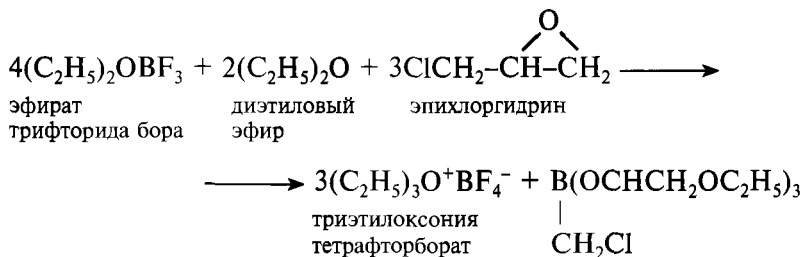 O
4(C₂H₅)₂OBF₃ + 2(C₂H₅)₂O + 3ClCH₂–CH–CH₂ ⟶
эфират диэтиловый эпихлоргидрин
трифторида бора эфир
⟶ 3(C₂H₅)₃O⁺BF₄⁻ + B(OCHCH₂OC₂H₅)₃
триэтилоксония |
тетрафторборат CH₂Cl